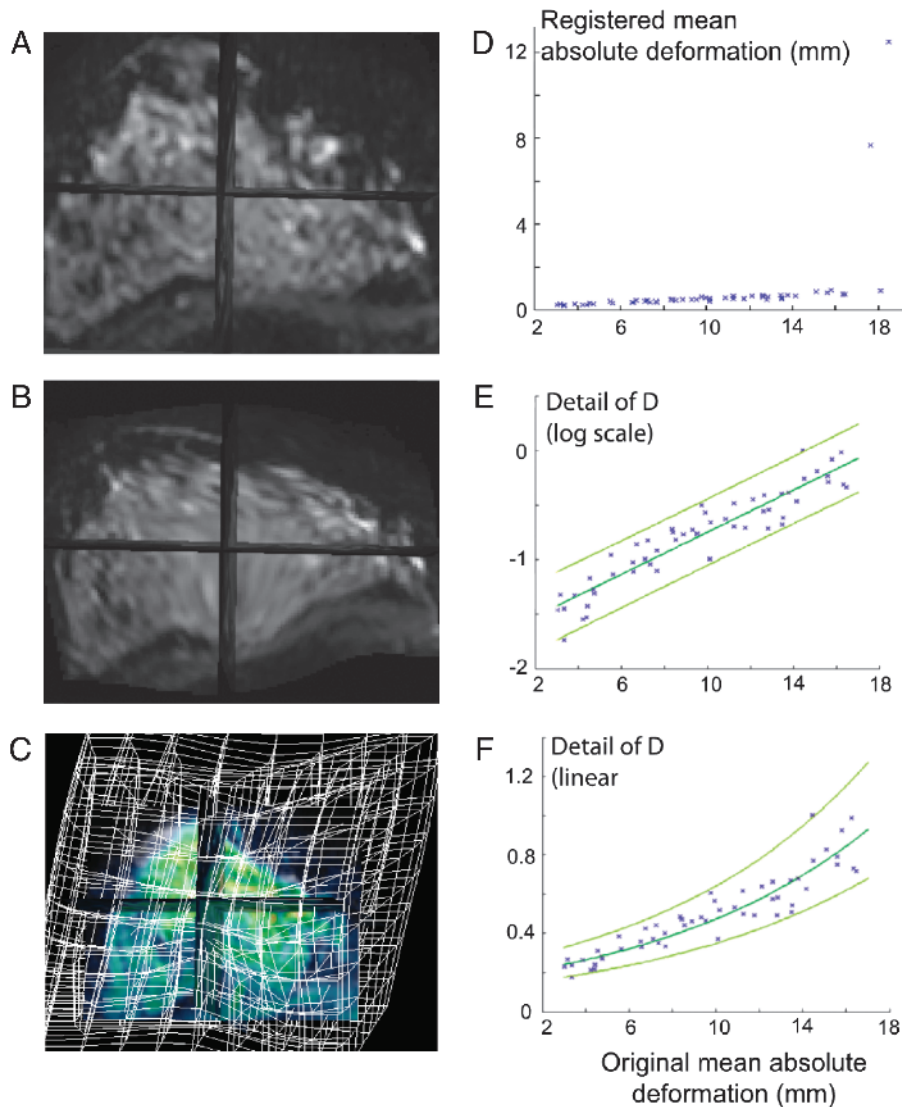 A
B
C
D
Registered mean
absolute deformation (mm)
12
8
4
0
2 6 10 14 18
E
Detail of D
(log scale)
0
-1
-2
2 6 10 14 18
F
Detail of D
(linear
1.2
0.8
0.4
0
2 6 10 14 18
Original mean absolute
deformation (mm)